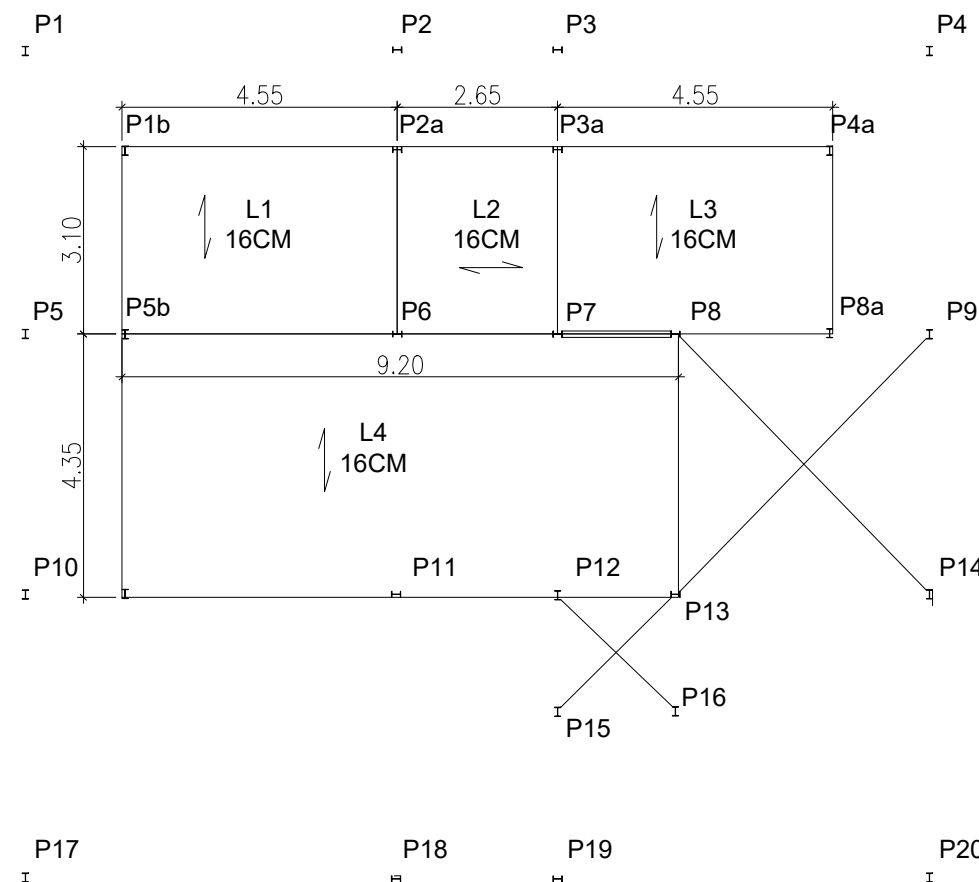 P1 P2 P3 P4
4.55 2.65 4.55
P1b P2a P3a P4a
3.10
L1 L2 L3
16CM 16CM 16CM
P5 P5b P6 P7 P8 P8a P9
9.20
4.35
L4
16CM
P10 P11 P12 P14
P13
P16
P15
P17 P18 P19 P20